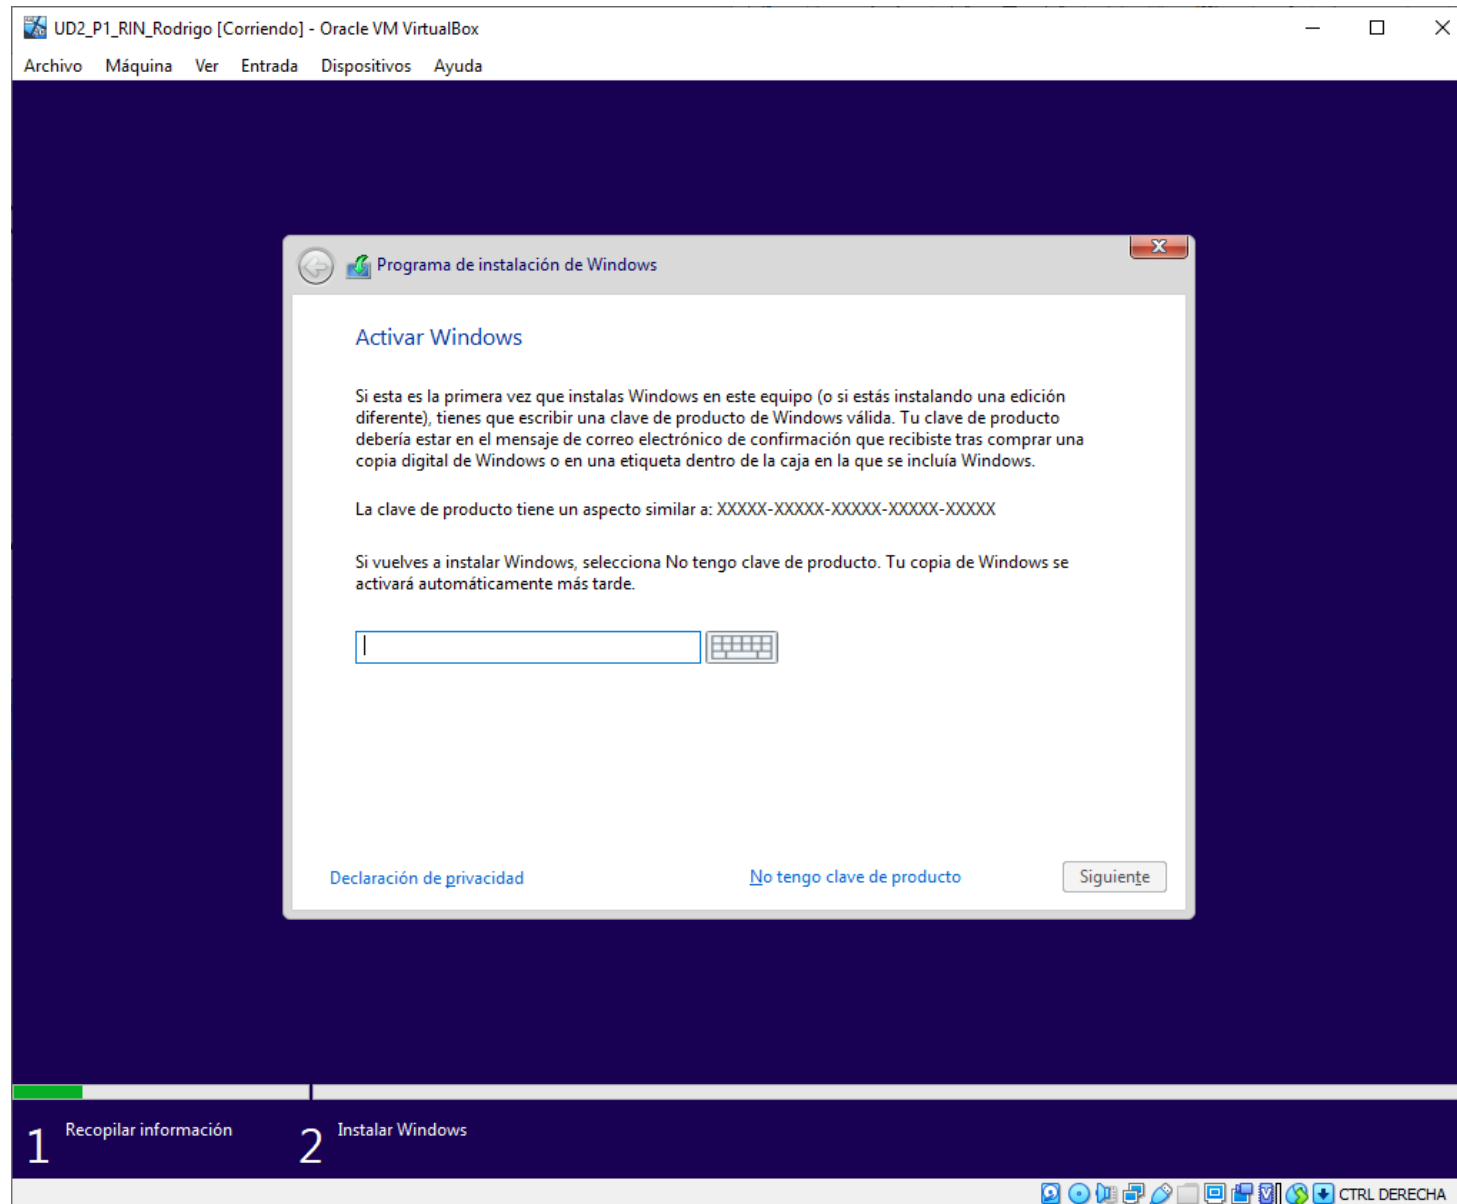 UD2_P1_RIN_Rodrigo [Corriendo] - Oracle VM VirtualBox
Archivo Máquina Ver Entrada Dispositivos Ayuda
Programa de instalación de Windows
Activar Windows
Si esta es la primera vez que instalas Windows en este equipo (o si estás instalando una edición
diferente), tienes que escribir una clave de producto de Windows válida. Tu clave de producto
debería estar en el mensaje de correo electrónico de confirmación que recibiste tras comprar una
copia digital de Windows o en una etiqueta dentro de la caja en la que se incluía Windows.
La clave de producto tiene un aspecto similar a: XXXXX-XXXXX-XXXXX-XXXXX-XXXXX
Si vuelves a instalar Windows, selecciona No tengo clave de producto. Tu copia de Windows se
activará automáticamente más tarde.
Declaración de privacidad No tengo clave de producto Siguiente
1 Recopilar información 2 Instalar Windows
CTRL DERECHA